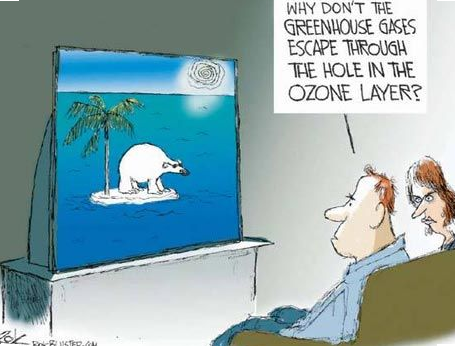 WHY DON'T THE
GREENHOUSE GASES
ESCAPE THROUGH
THE HOLE IN THE
OZONE LAYER?